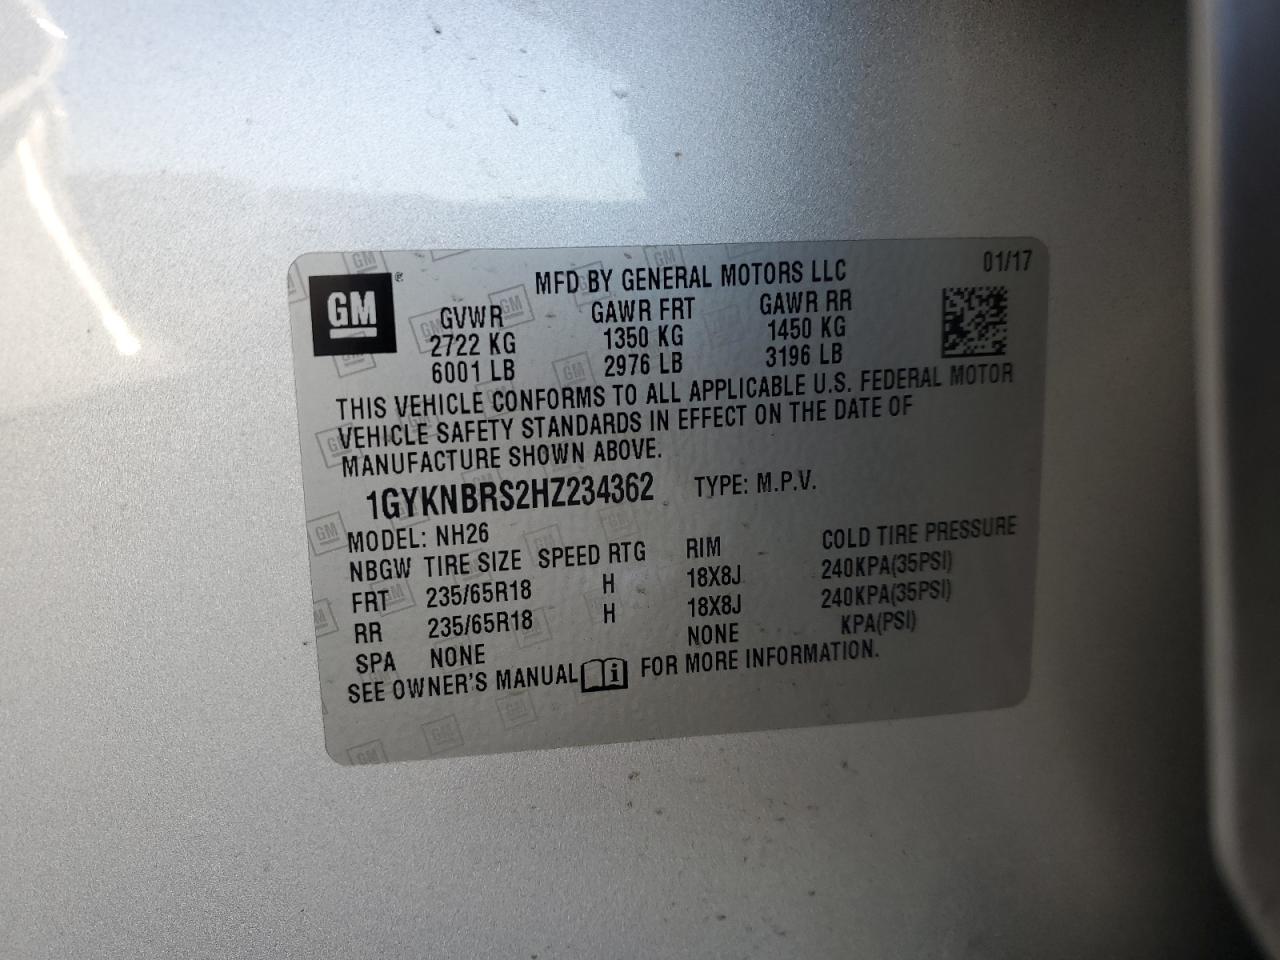 GM ®
MFD BY GENERAL MOTORS LLC 01/17
GVWR GAWR FRT GAWR RR
2722 KG 1350 KG 1450 KG
6001 LB 2976 LB 3196 LB
THIS VEHICLE CONFORMS TO ALL APPLICABLE U.S. FEDERAL MOTOR
VEHICLE SAFETY STANDARDS IN EFFECT ON THE DATE OF
MANUFACTURE SHOWN ABOVE.
1GYKNBRS2HZ234362 TYPE: M.P.V.
MODEL: NH26
NBGW TIRE SIZE SPEED RTG RIM COLD TIRE PRESSURE
FRT 235/65R18 H 18X8J 240KPA(35PSI)
RR 235/65R18 H 18X8J 240KPA(35PSI)
SPA NONE NONE KPA(PSI)
SEE OWNER'S MANUAL i FOR MORE INFORMATION.